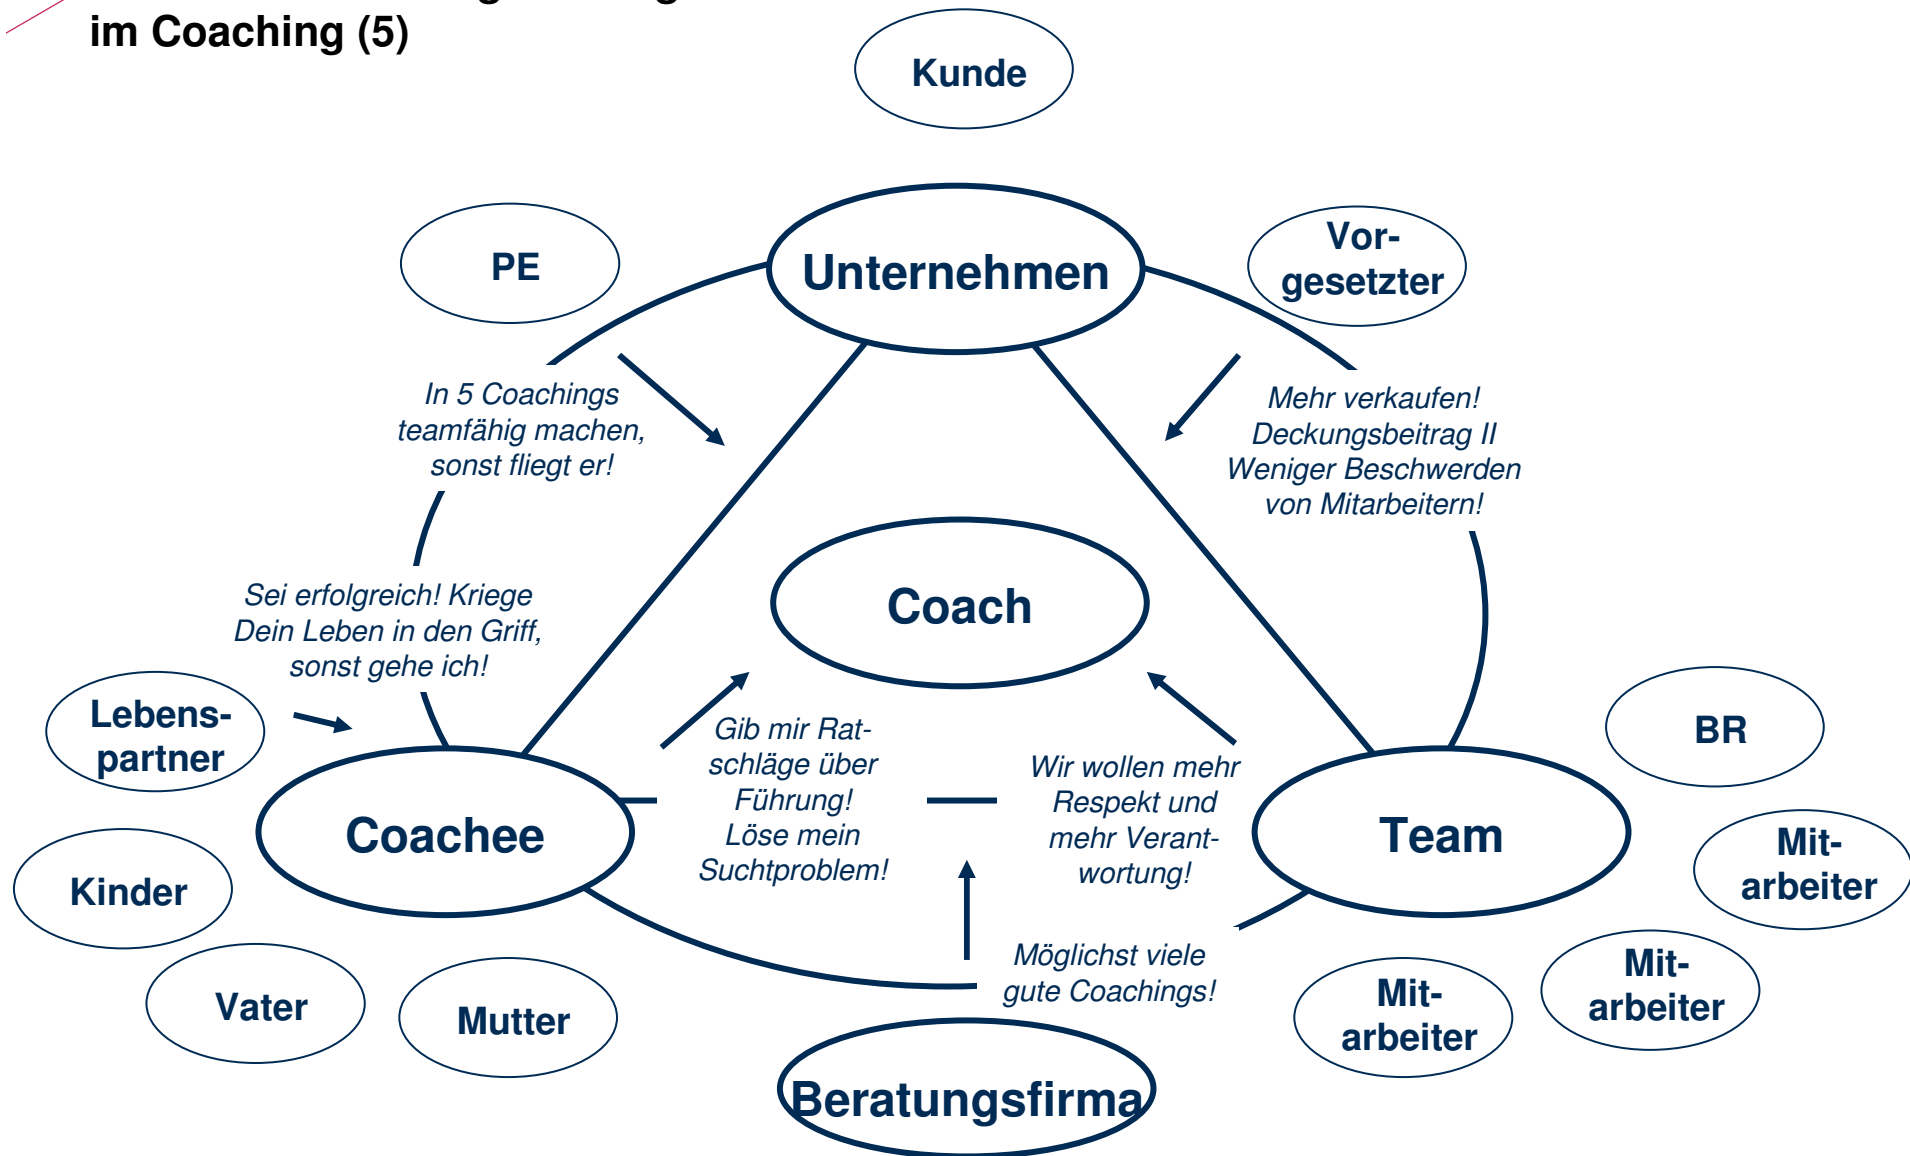 im Coaching (5)
Kunde
PE
Unternehmen
Vor-
gesetzter
In 5 Coachings
teamfähig machen,
sonst fliegt er!
Mehr verkaufen!
Deckungsbeitrag II
Weniger Beschwerden
von Mitarbeitern!
Coach
Sei erfolgreich! Kriege
Dein Leben in den Griff,
sonst gehe ich!
Lebens-
partner
Gib mir Rat-
schläge über
Führung!
Löse mein
Suchtproblem!
Wir wollen mehr
Respekt und
mehr Verant-
wortung!
BR
Coachee
Team
Mit-
arbeiter
Kinder
Vater
Mutter
Möglichst viele
gute Coachings!
Mit-
arbeiter
Mit-
arbeiter
Beratungsfirma